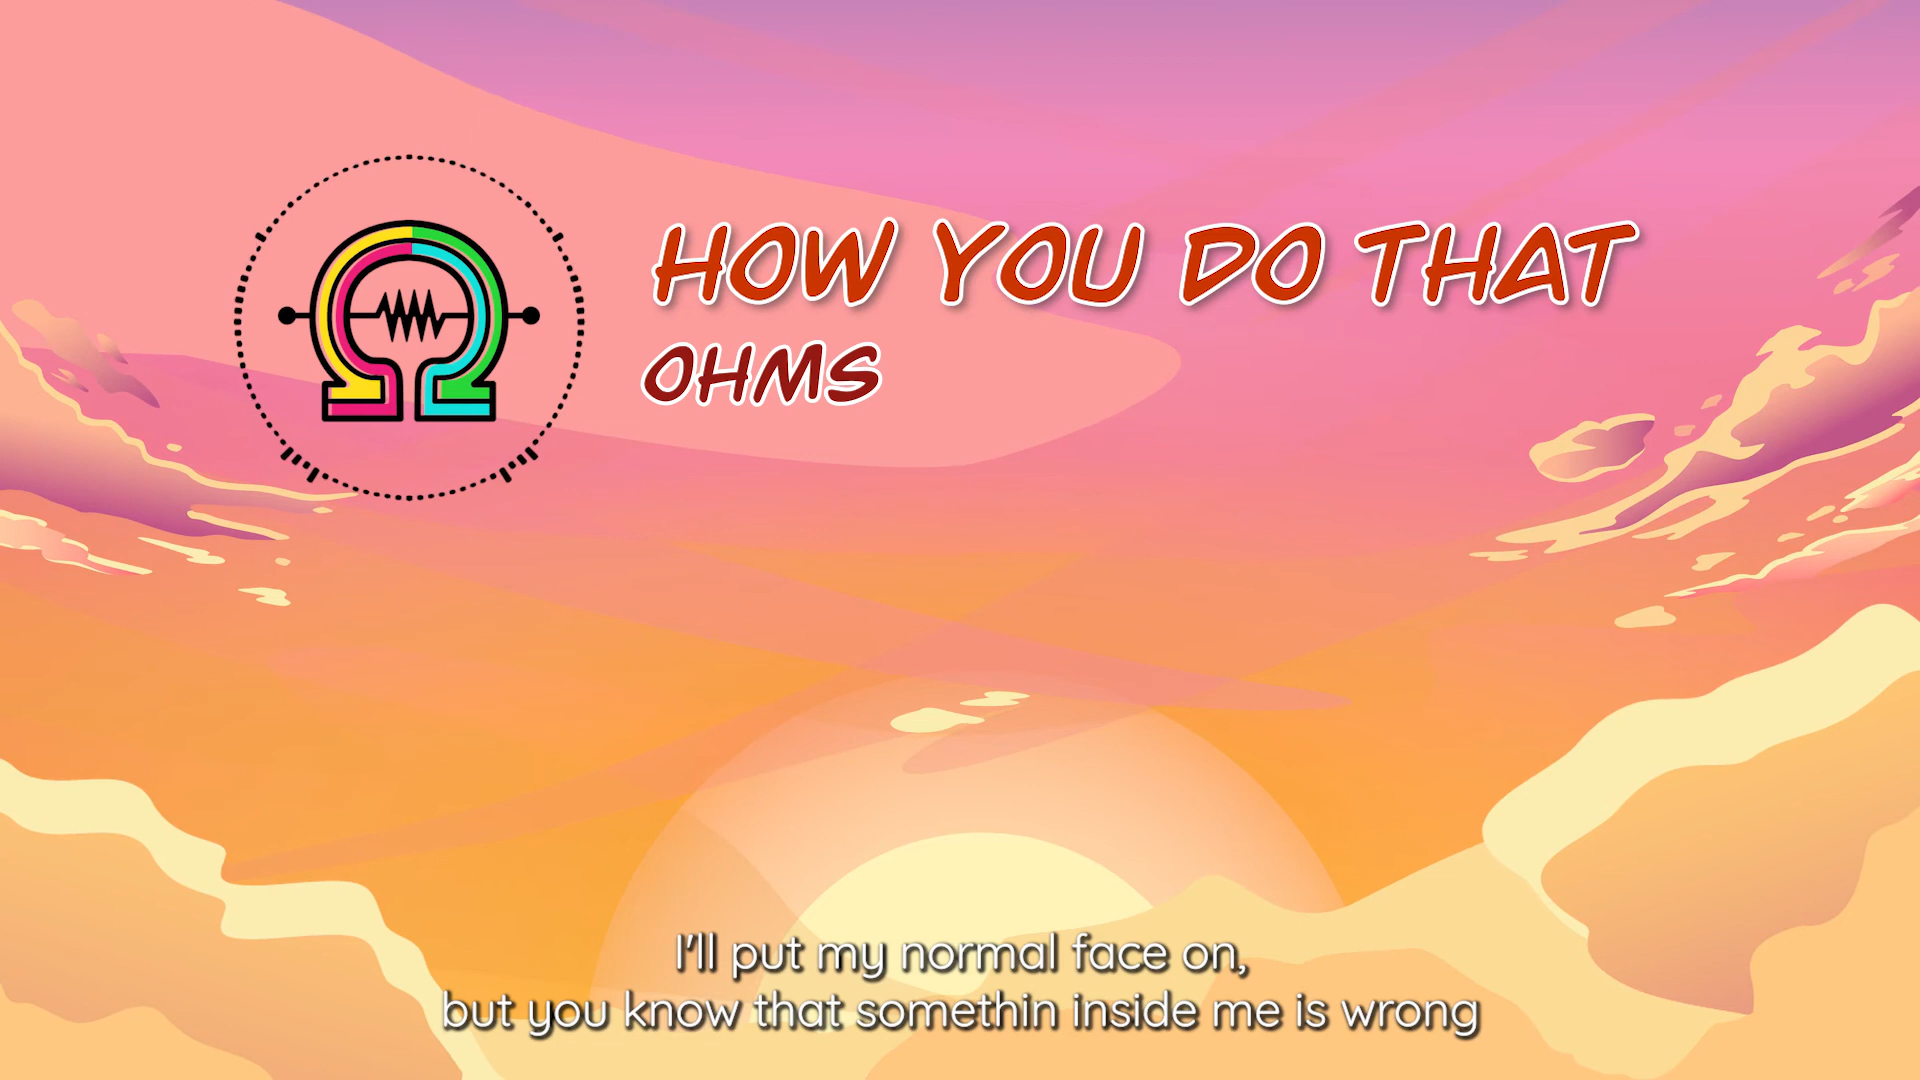 HOW YOU DO THAT
OHMS
I'll put my normal face on,
but you know that somethin inside me is wrong